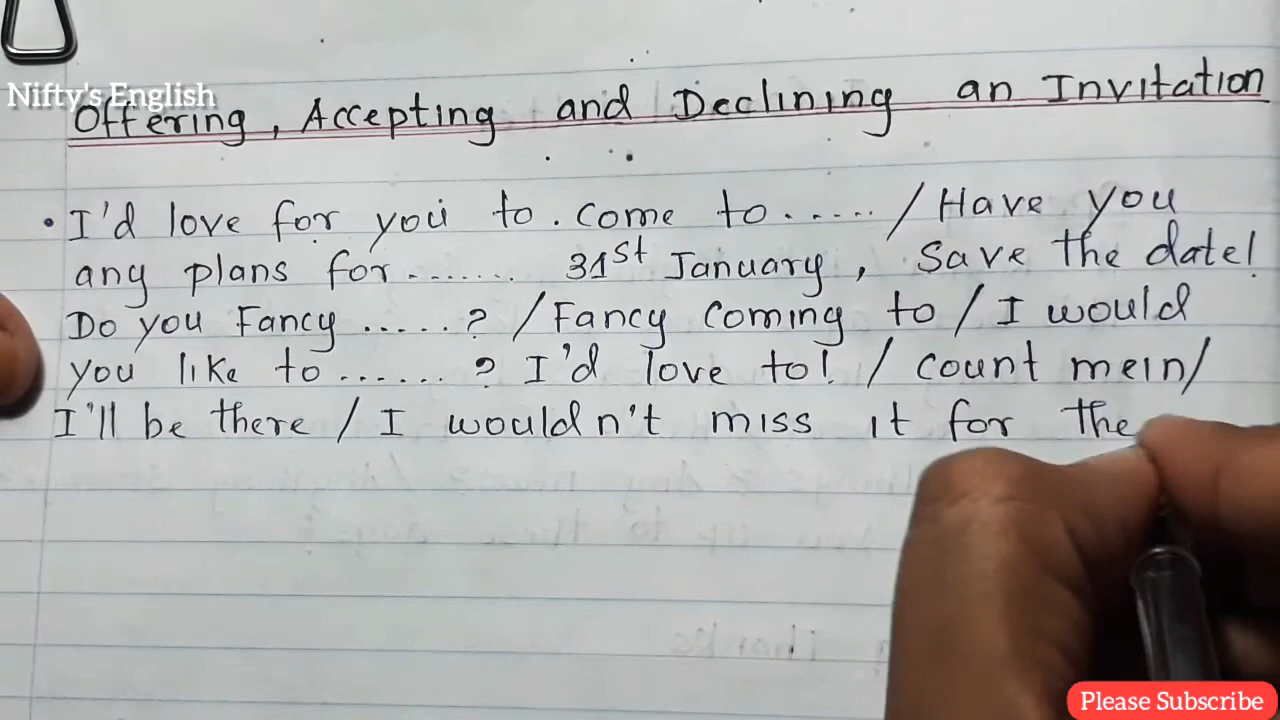 Nifty's English
Offering, Accepting and Declining an Invitation
• I'd love for you to. come to...... / Have you
any plans for........ 31st January, Save the date!
Do you Fancy ......? / Fancy coming to / I would
you like to.......? I'd love to! / count mein/
I'll be there / I wouldn't miss it for the
Please Subscribe